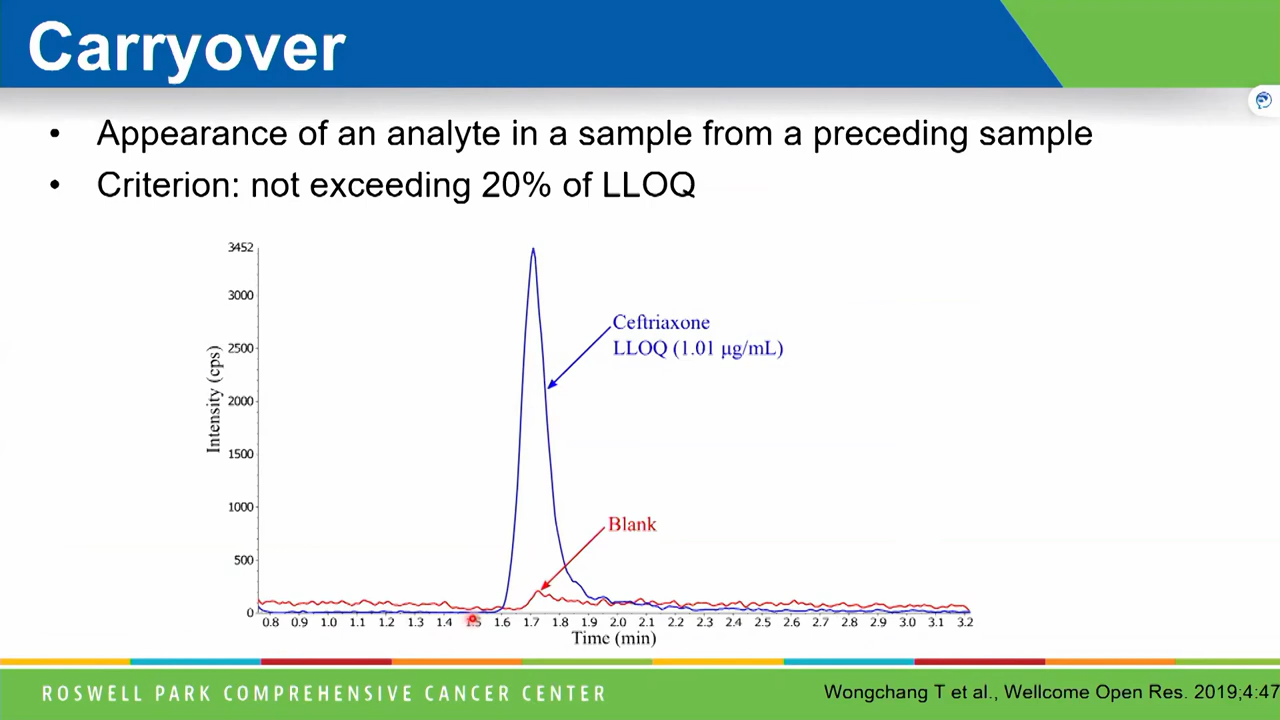 Carryover
• Appearance of an analyte in a sample from a preceding sample
• Criterion: not exceeding 20% of LLOQ
3452
3000
2500
2000
1500
1000
500
0
Intensity (cps)
Ceftriaxone
LLOQ (1.01 µg/mL)
Blank
0.8 0.9 1.0 1.1 1.2 1.3 1.4 1.5 1.6 1.7 1.8 1.9 2.0 2.1 2.2 2.3 2.4 2.5 2.6 2.7 2.8 2.9 3.0 3.1 3.2
Time (min)
ROSWELL PARK COMPREHENSIVE CANCER CENTER
Wongchang T et al., Wellcome Open Res. 2019;4:47